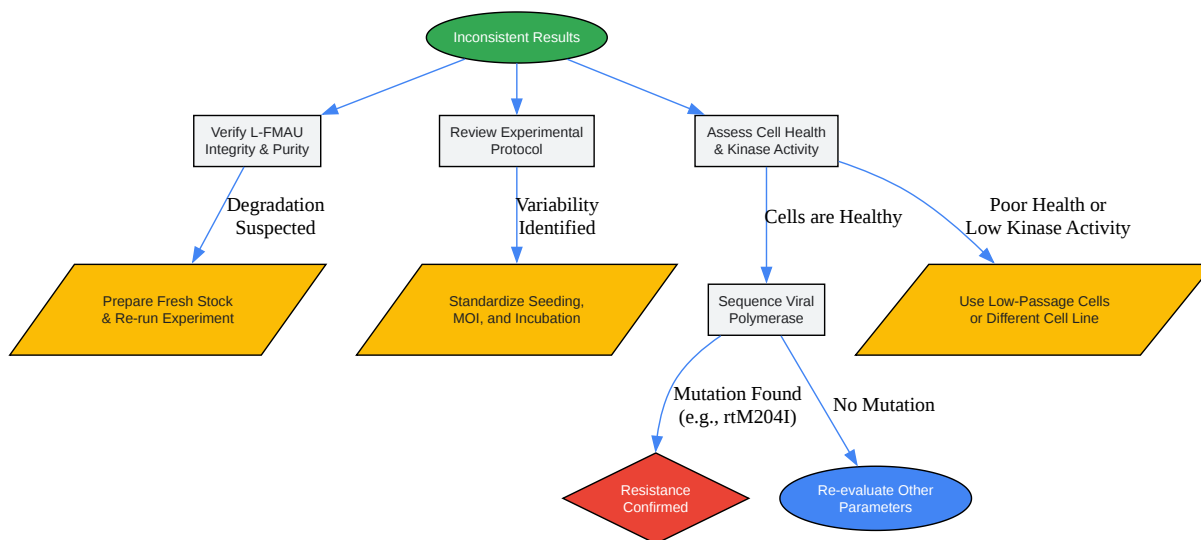 Inconsistent Results
Verify L-FMAU
Integrity & Purity
Review Experimental
Protocol
Assess Cell Health
& Kinase Activity
Degradation
Suspected
Variability
Identified
Cells are Healthy
Poor Health or
Low Kinase Activity
Prepare Fresh Stock
& Re-run Experiment
Standardize Seeding,
MOI, and Incubation
Sequence Viral
Polymerase
Use Low-Passage Cells
or Different Cell Line
Mutation Found
(e.g., rtM204I)
No Mutation
Resistance
Confirmed
Re-evaluate Other
Parameters